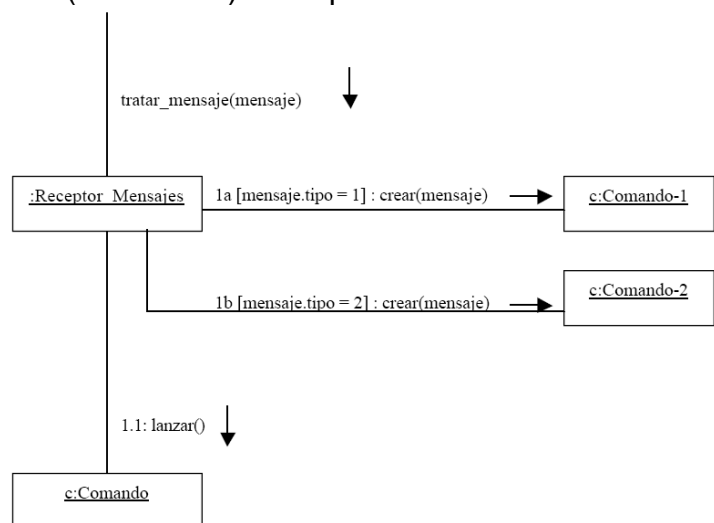 tratar_mensaje(mensaje)
:Receptor_Mensajes
1a [mensaje.tipo = 1] : crear(mensaje)
c:Comando-1
1b [mensaje.tipo = 2] : crear(mensaje)
c:Comando-2
1.1: lanzar()
c:Comando